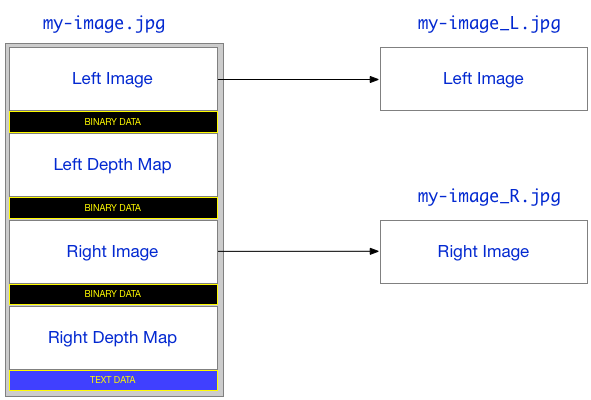 my-image.jpg
Left Image
BINARY DATA
Left Depth Map
BINARY DATA
Right Image
BINARY DATA
Right Depth Map
TEXT DATA
my-image_L.jpg
Left Image
my-image_R.jpg
Right Image